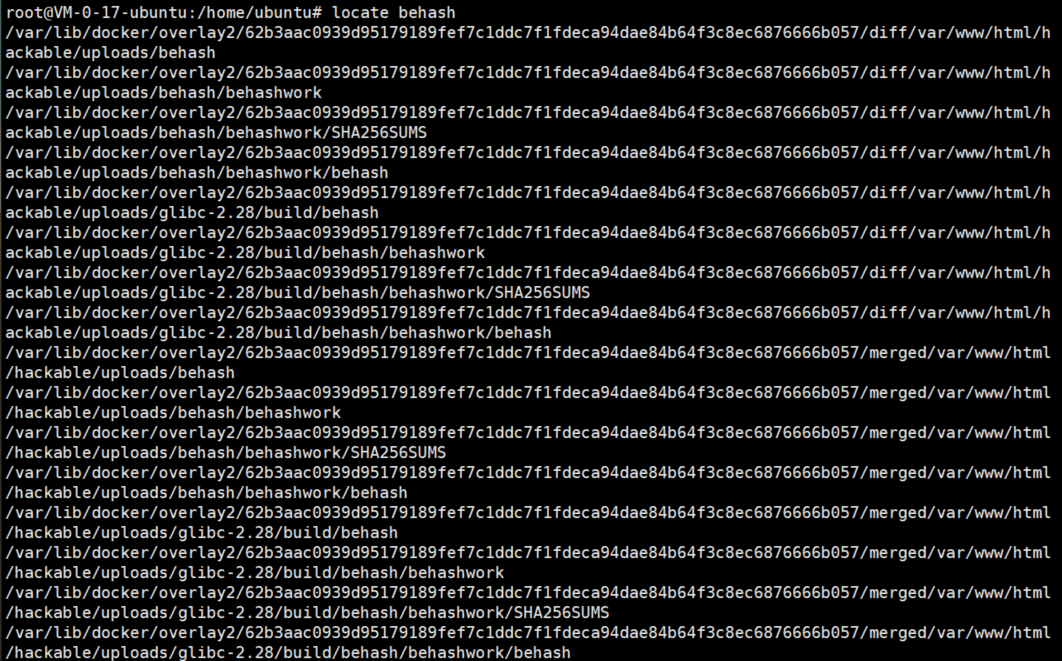 root@VM-0-17-ubuntu:/home/ubuntu# locate behash
/var/lib/docker/overlay2/62b3aac0939d95179189fef7c1ddc7f1fdeca94dae84b64f3c8ec6876666b057/diff/var/www/html/h
ackable/uploads/behash
/var/lib/docker/overlay2/62b3aac0939d95179189fef7c1ddc7f1fdeca94dae84b64f3c8ec6876666b057/diff/var/www/html/h
ackable/uploads/behash/behashwork
/var/lib/docker/overlay2/62b3aac0939d95179189fef7c1ddc7f1fdeca94dae84b64f3c8ec6876666b057/diff/var/www/html/h
ackable/uploads/behash/behashwork/SHA256SUMS
/var/lib/docker/overlay2/62b3aac0939d95179189fef7c1ddc7f1fdeca94dae84b64f3c8ec6876666b057/diff/var/www/html/h
ackable/uploads/behash/behashwork/behash
/var/lib/docker/overlay2/62b3aac0939d95179189fef7c1ddc7f1fdeca94dae84b64f3c8ec6876666b057/diff/var/www/html/h
ackable/uploads/glibc-2.28/build/behash
/var/lib/docker/overlay2/62b3aac0939d95179189fef7c1ddc7f1fdeca94dae84b64f3c8ec6876666b057/diff/var/www/html/h
ackable/uploads/glibc-2.28/build/behash/behashwork
/var/lib/docker/overlay2/62b3aac0939d95179189fef7c1ddc7f1fdeca94dae84b64f3c8ec6876666b057/diff/var/www/html/h
ackable/uploads/glibc-2.28/build/behash/behashwork/SHA256SUMS
/var/lib/docker/overlay2/62b3aac0939d95179189fef7c1ddc7f1fdeca94dae84b64f3c8ec6876666b057/diff/var/www/html/h
ackable/uploads/glibc-2.28/build/behash/behashwork/behash
/var/lib/docker/overlay2/62b3aac0939d95179189fef7c1ddc7f1fdeca94dae84b64f3c8ec6876666b057/merged/var/www/html
/hackable/uploads/behash
/var/lib/docker/overlay2/62b3aac0939d95179189fef7c1ddc7f1fdeca94dae84b64f3c8ec6876666b057/merged/var/www/html
/hackable/uploads/behash/behashwork
/var/lib/docker/overlay2/62b3aac0939d95179189fef7c1ddc7f1fdeca94dae84b64f3c8ec6876666b057/merged/var/www/html
/hackable/uploads/behash/behashwork/SHA256SUMS
/var/lib/docker/overlay2/62b3aac0939d95179189fef7c1ddc7f1fdeca94dae84b64f3c8ec6876666b057/merged/var/www/html
/hackable/uploads/behash/behashwork/behash
/var/lib/docker/overlay2/62b3aac0939d95179189fef7c1ddc7f1fdeca94dae84b64f3c8ec6876666b057/merged/var/www/html
/hackable/uploads/glibc-2.28/build/behash
/var/lib/docker/overlay2/62b3aac0939d95179189fef7c1ddc7f1fdeca94dae84b64f3c8ec6876666b057/merged/var/www/html
/hackable/uploads/glibc-2.28/build/behash/behashwork
/var/lib/docker/overlay2/62b3aac0939d95179189fef7c1ddc7f1fdeca94dae84b64f3c8ec6876666b057/merged/var/www/html
/hackable/uploads/glibc-2.28/build/behash/behashwork/SHA256SUMS
/var/lib/docker/overlay2/62b3aac0939d95179189fef7c1ddc7f1fdeca94dae84b64f3c8ec6876666b057/merged/var/www/html
/hackable/uploads/glibc-2.28/build/behash/behashwork/behash